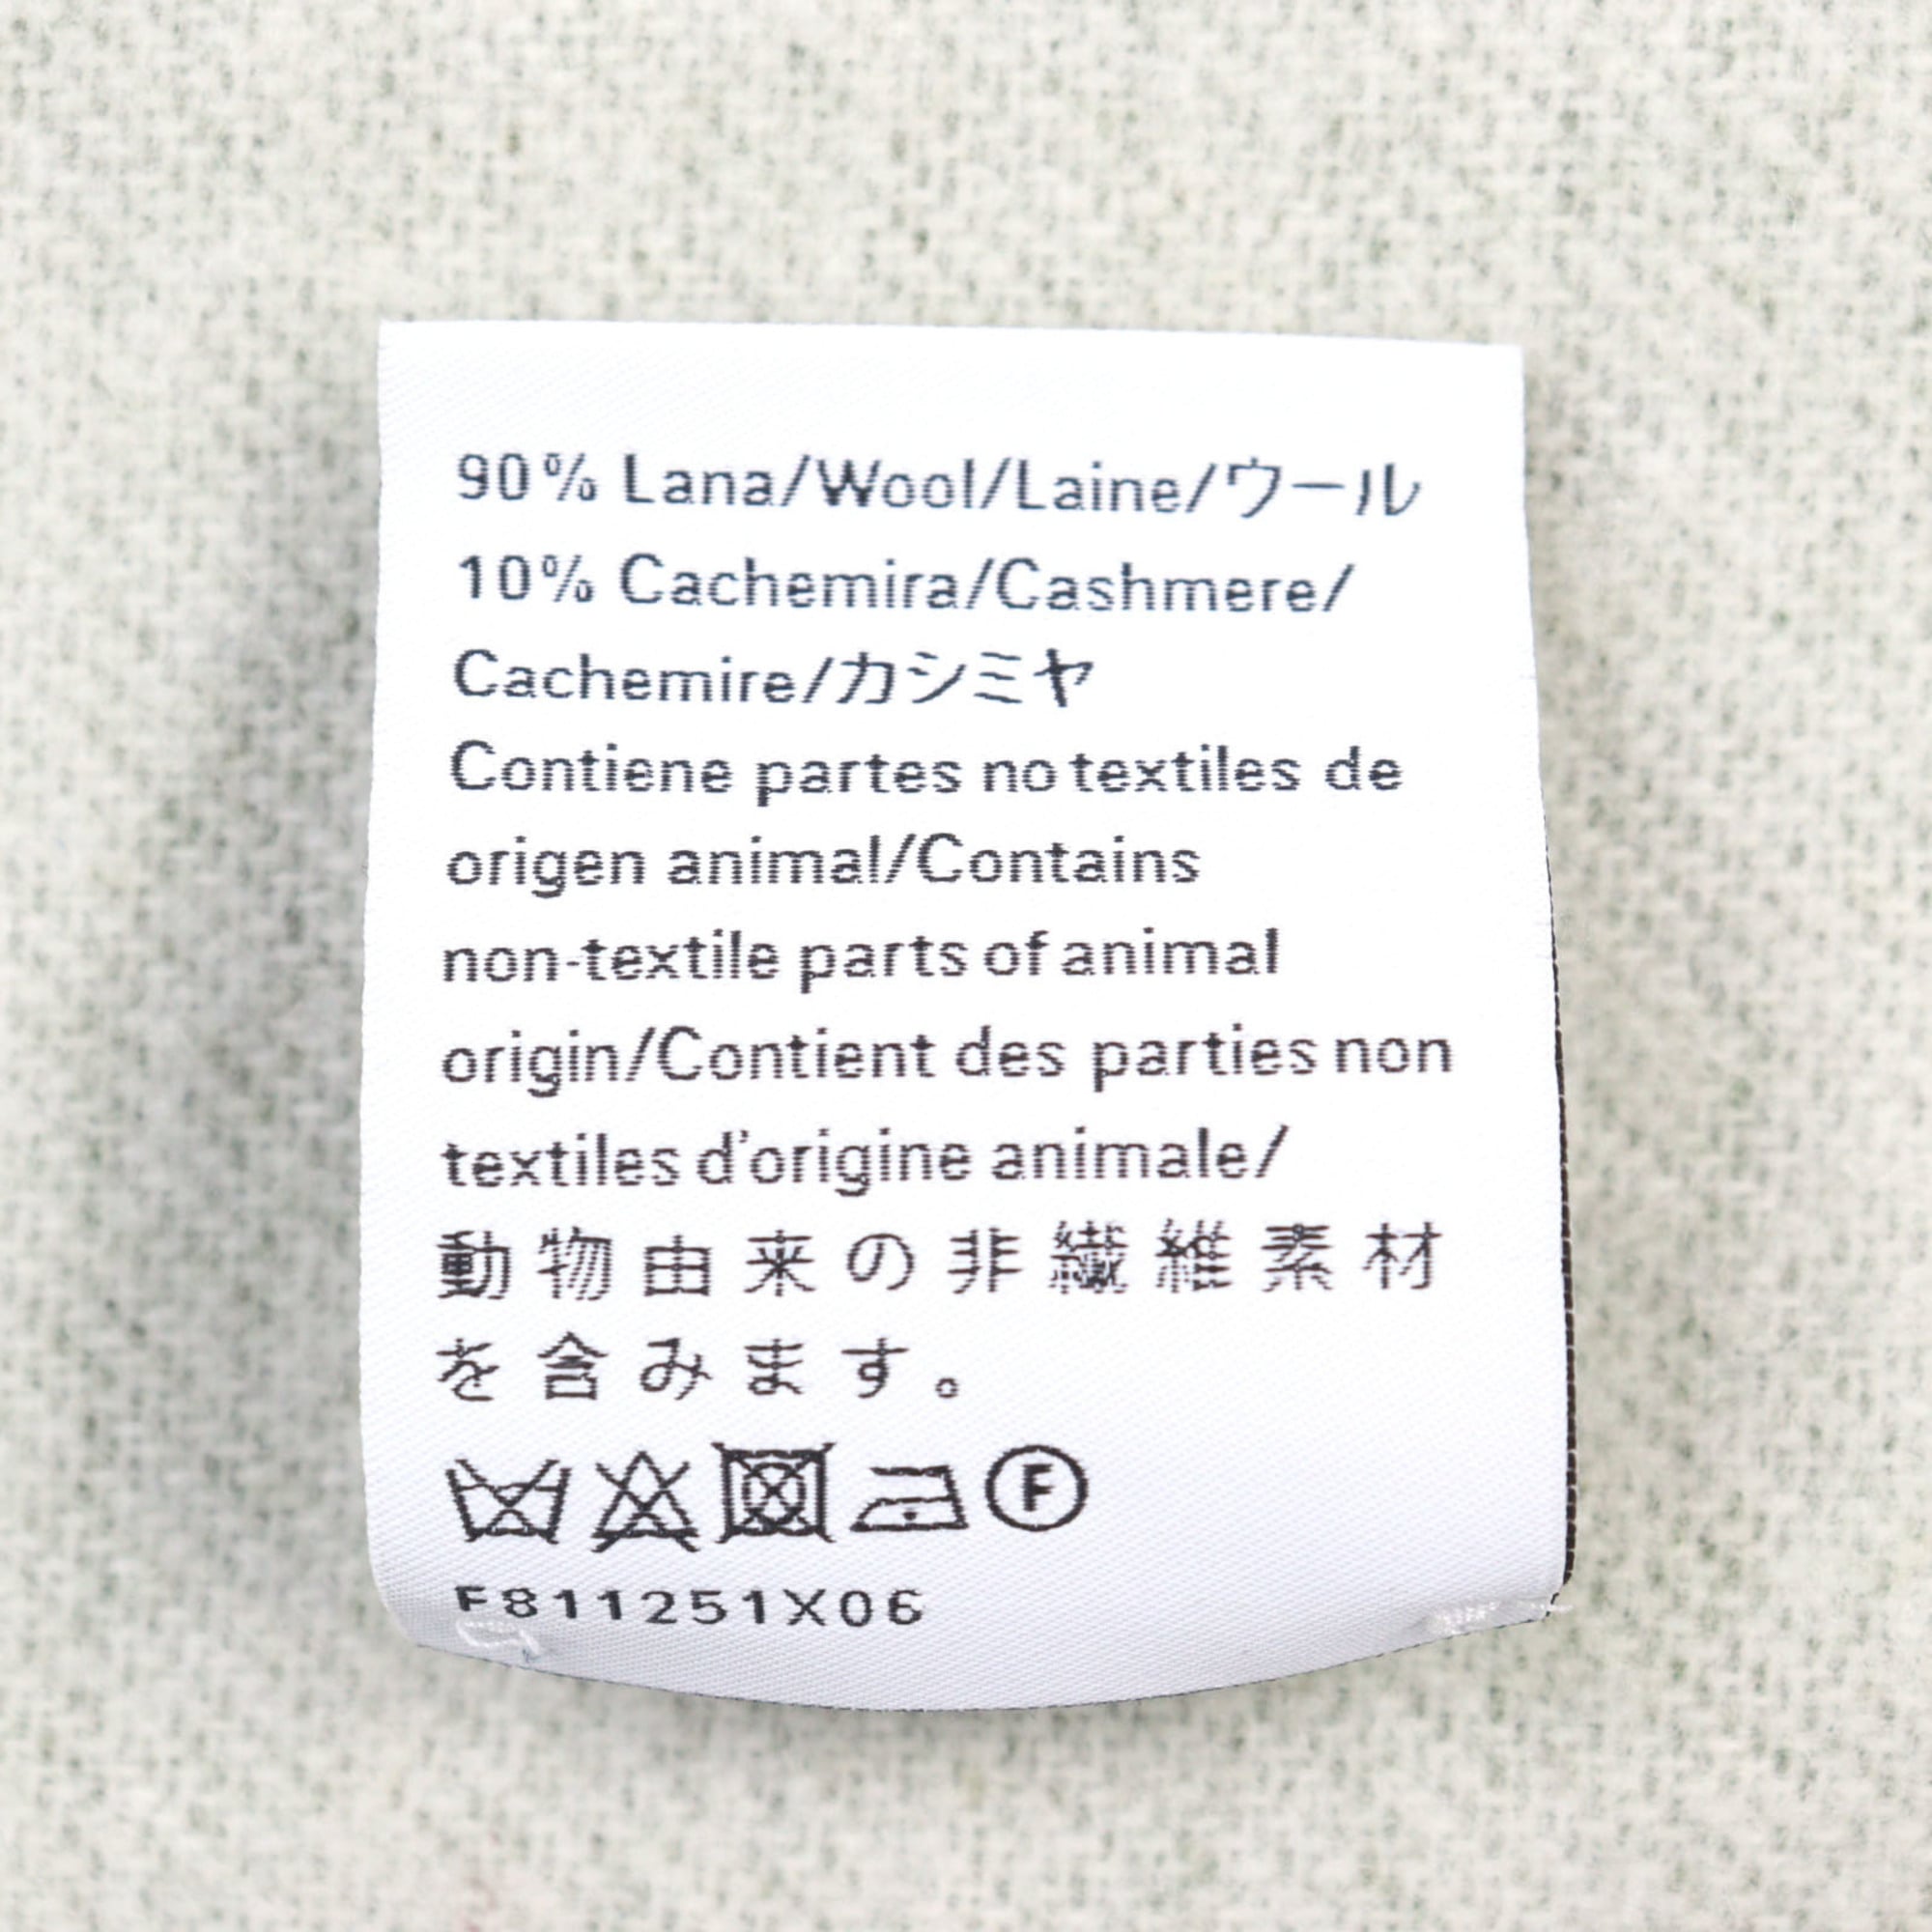 90% Lana/Wool/Laine/ウール
10% Cachemira/Cashmere/
Cachemire/カシミヤ
Contiene partes no textiles de
origen animal/Contains
non-textile parts of animal
origin/Contient des parties non
textiles d'origine animale/
動物由来の非繊維素材
を含みます。
F
F811251X06